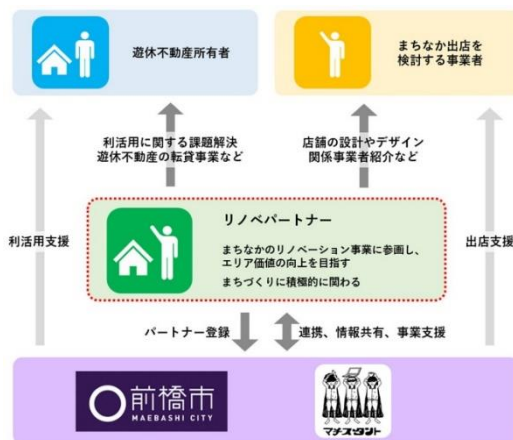 遊休不動産所有者
まちなか出店を
検討する事業者
利活用に関する課題解決
遊休不動産の転貸事業など
店舗の設計やデザイン
関係事業者紹介など
リノベパートナー
まちなかのリノベーション事業に参画し、
エリア価値の向上を目指す
まちづくりに積極的に関わる
利活用支援
出店支援
パートナー登録
連携、情報共有、事業支援
前橋市
MAEBASHI CITY
マチスタント